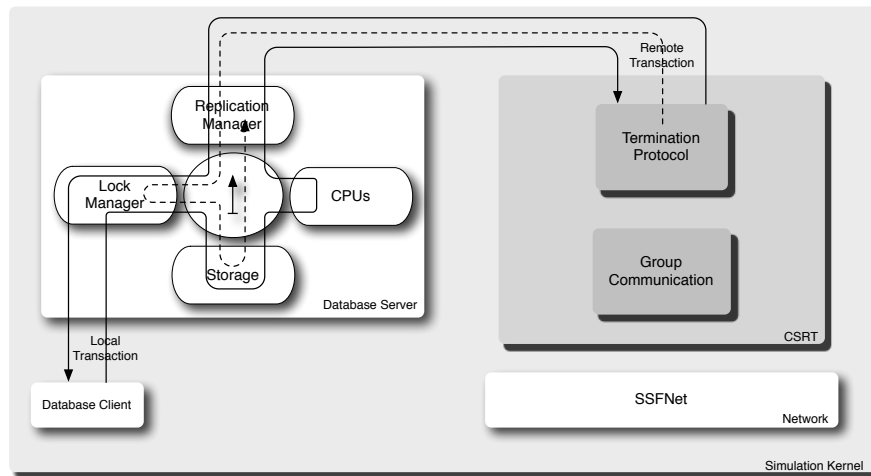 Remote
Transaction
Replication
Manager
Termination
Protocol
Lock
Manager
CPUs
Storage
Group
Communication
Database Server
CSRT
Local
Transaction
Database Client
SSFNet
Network
Simulation Kernel